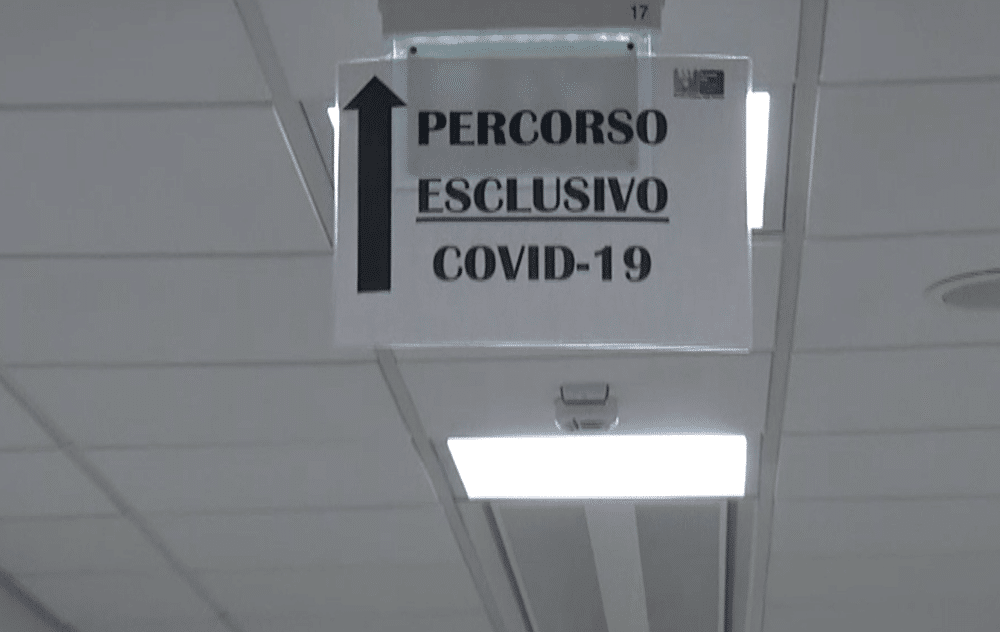 17
PERCORSO
ESCLUSIVO
COVID-19